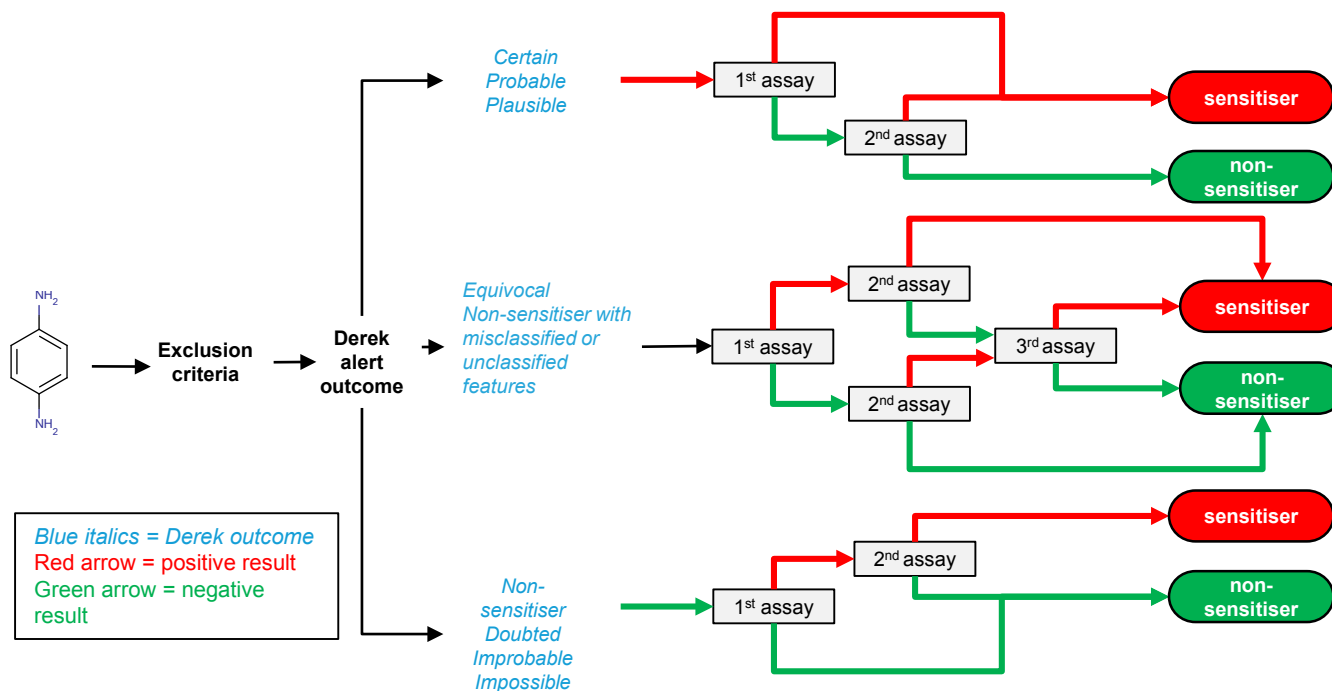 NH₂
NH₂
Exclusion
criteria
Derek
alert
outcome
Certain
Probable
Plausible
1st assay
2nd assay
sensitiser
non-
sensitiser
Equivocal
Non-sensitiser with
misclassified or
unclassified
features
1st assay
2nd assay
2nd assay
3rd assay
sensitiser
non-
sensitiser
Non-
sensitiser
Doubted
Improbable
Impossible
1st assay
2nd assay
sensitiser
non-
sensitiser
Blue italics = Derek outcome
Red arrow = positive result
Green arrow = negative
result